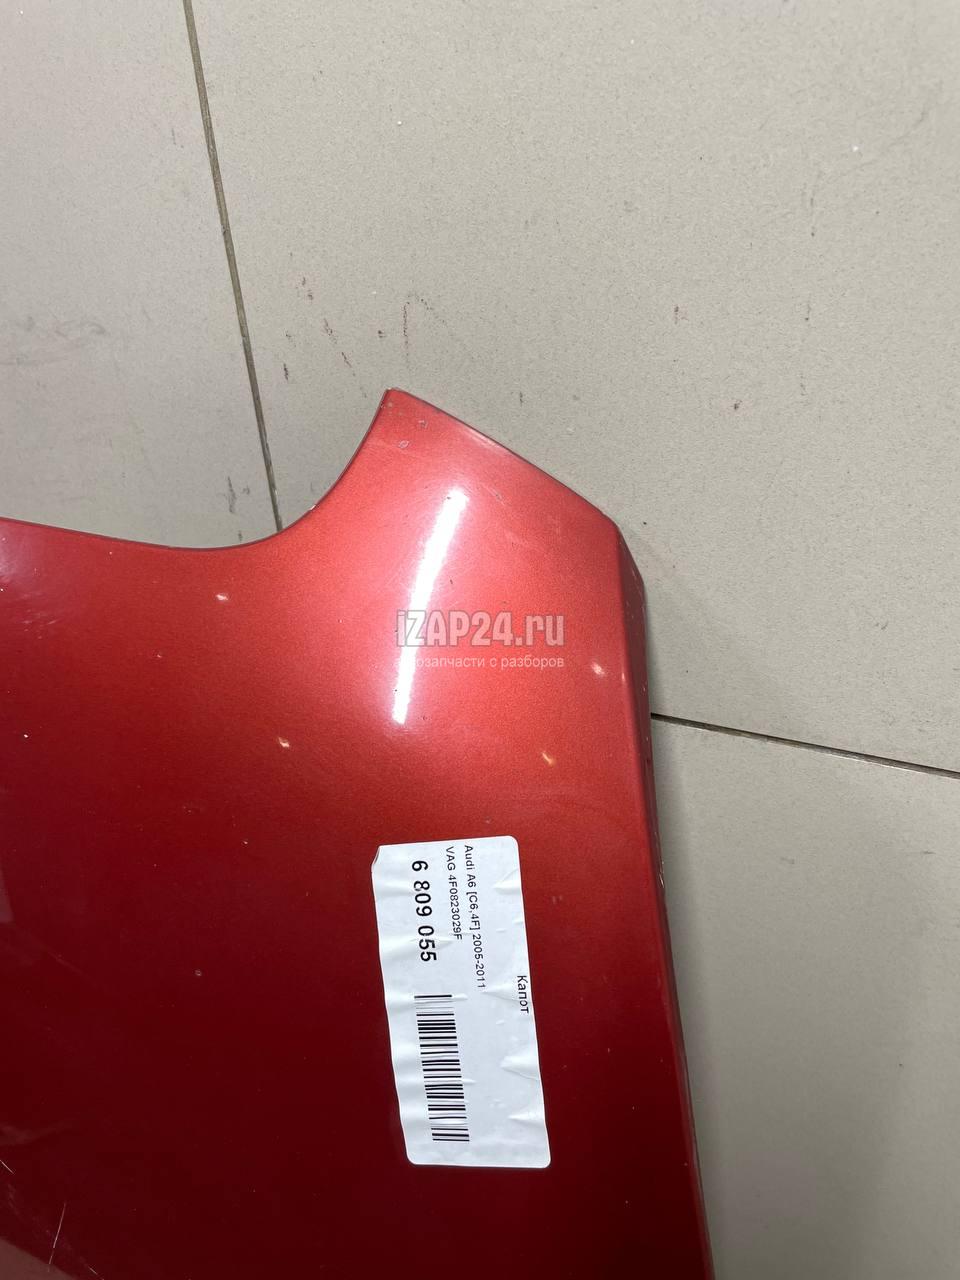 iZAP24.ru
автозапчасти с разборов
Капот
Audi A6 [C6,4F] 2005-2011
VAG 4F0823029F
6 809 055